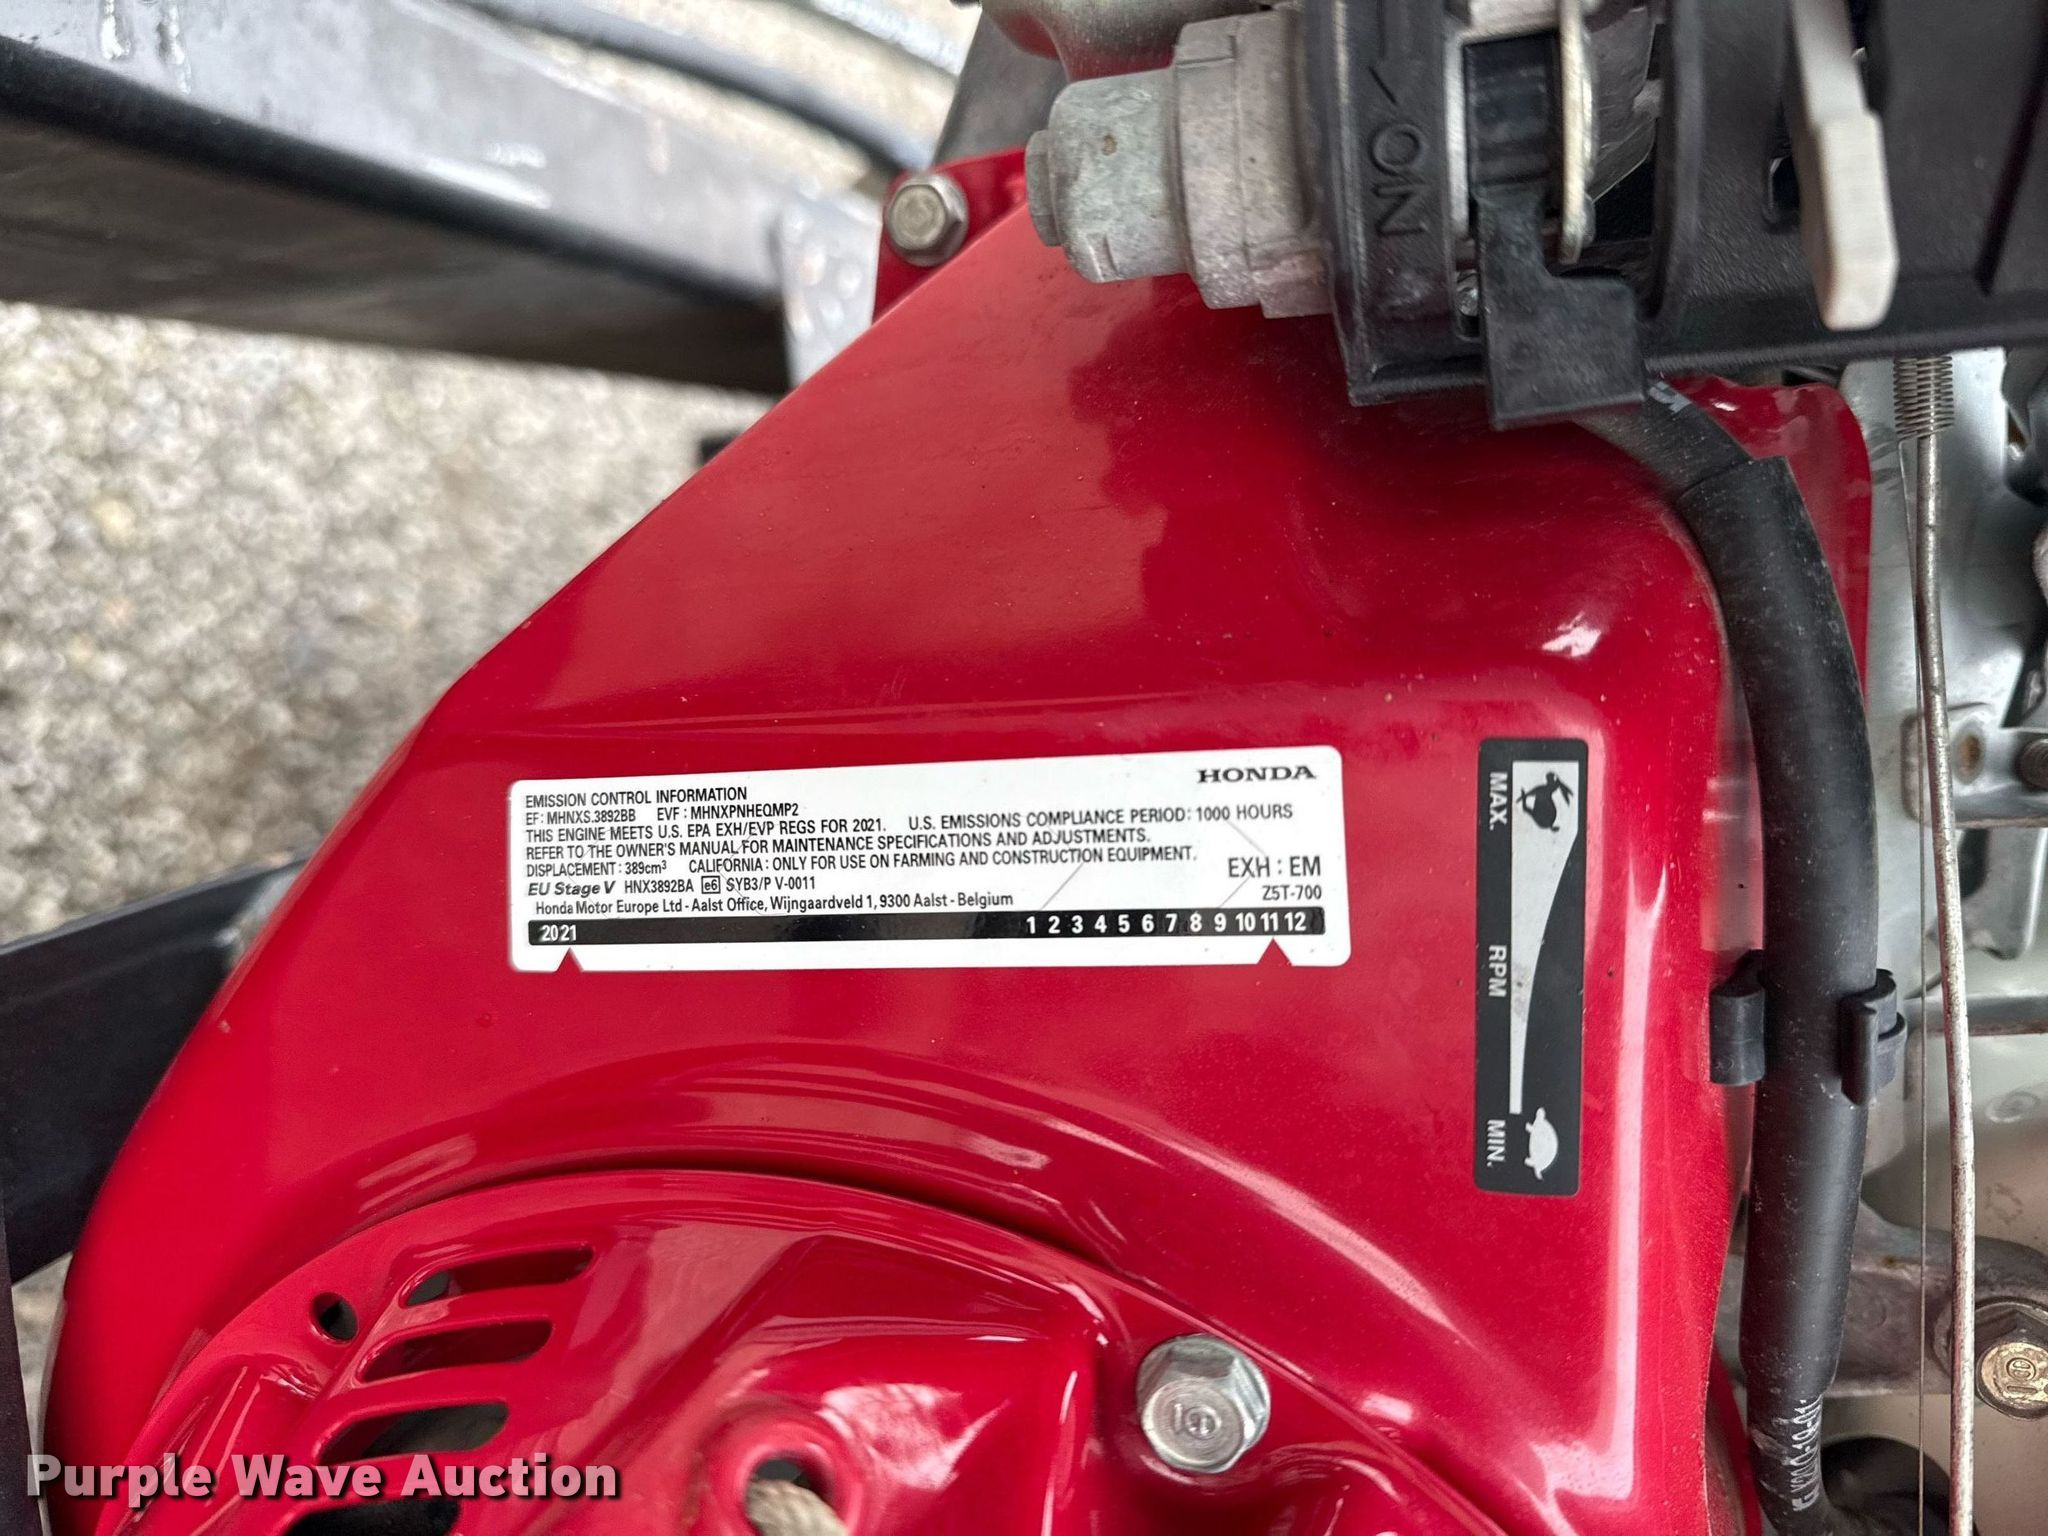 ON
HONDA
EMISSION CONTROL INFORMATION
EF: MHNXS.3892BB EVF : MHNXPNHEQMP2
THIS ENGINE MEETS U.S. EPA EXH/EVP REGS FOR 2021. U.S. EMISSIONS COMPLIANCE PERIOD: 1000 HOURS
REFER TO THE OWNER'S MANUAL FOR MAINTENANCE SPECIFICATIONS AND ADJUSTMENTS.
DISPLACEMENT : 389cm³ CALIFORNIA : ONLY FOR USE ON FARMING AND CONSTRUCTION EQUIPMENT.
EXH : EM
EU Stage V HNX3892BA e6 SYB3/P V-0011
Z5T-700
Honda Motor Europe Ltd - Aalst Office, Wijngaardveld 1, 9300 Aalst - Belgium
2021 1 2 3 4 5 6 7 8 9 10 11 12
MAX. RPM MIN.
Purple Wave Auction